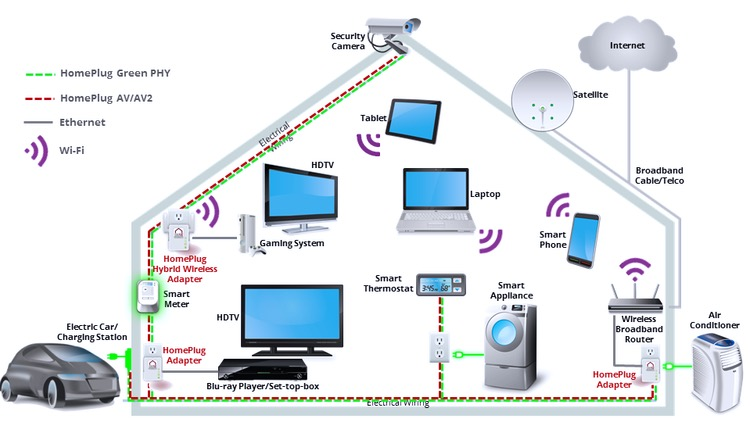 Security
Camera
Internet
HomePlug Green PHY
HomePlug AV/AV2
Ethernet
Wi-Fi
Satellite
Tablet
Electrical
Wiring
HDTV
Broadband
Cable/Telco
Laptop
Smart
Phone
Gaming System
HomePlug
Hybrid Wireless
Adapter
Smart
Thermostat
3:45
68°
Smart
Appliance
Smart
Meter
HDTV
Wireless
Broadband
Router
Air
Conditioner
Electric Car/
Charging Station
HomePlug
Adapter
HomePlug
Adapter
Blu-ray Player/Set-top-box
Electrical Wiring